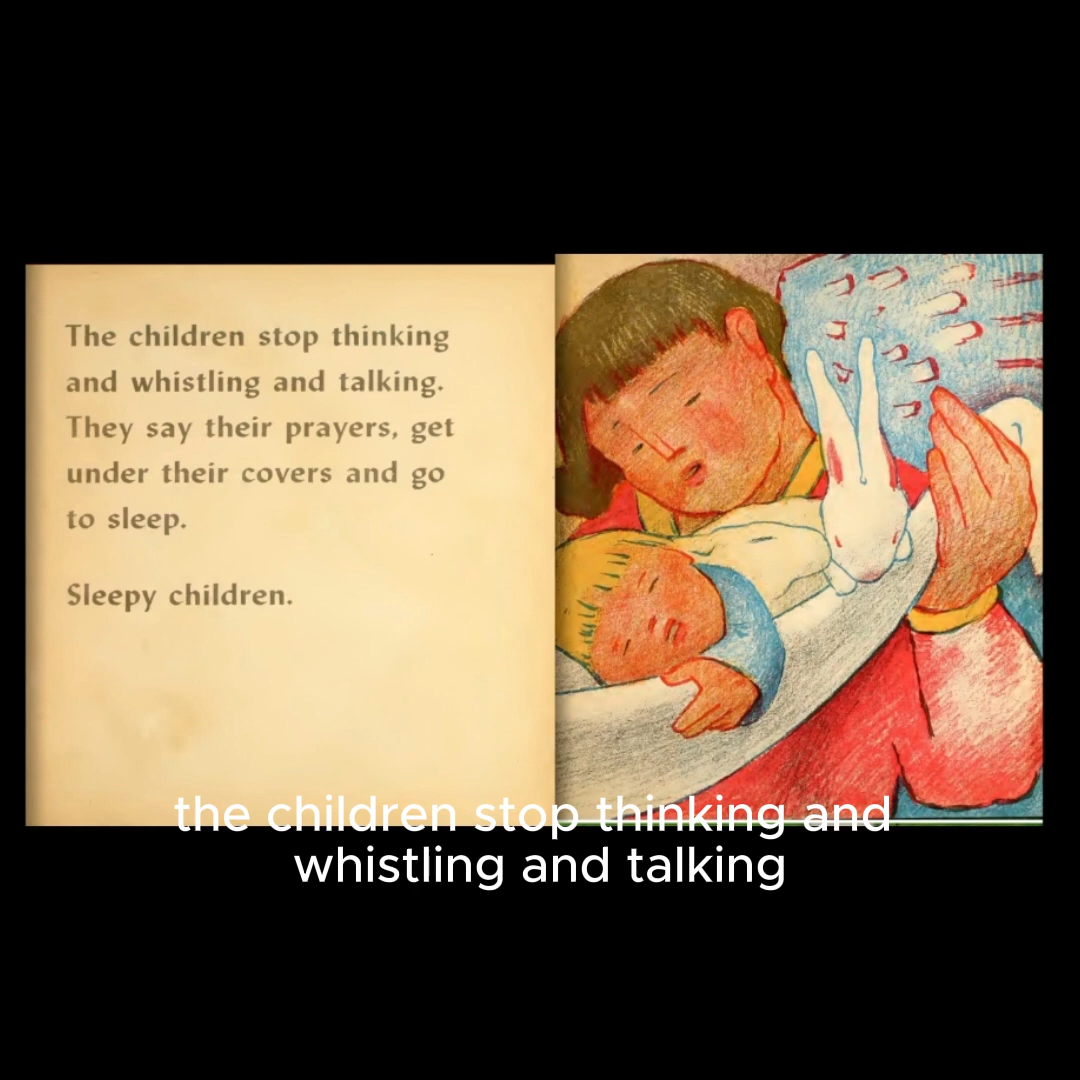 The children stop thinking
and whistling and talking.
They say their prayers, get
under their covers and go
to sleep.
Sleepy children.
the children stop thinking and
whistling and talking